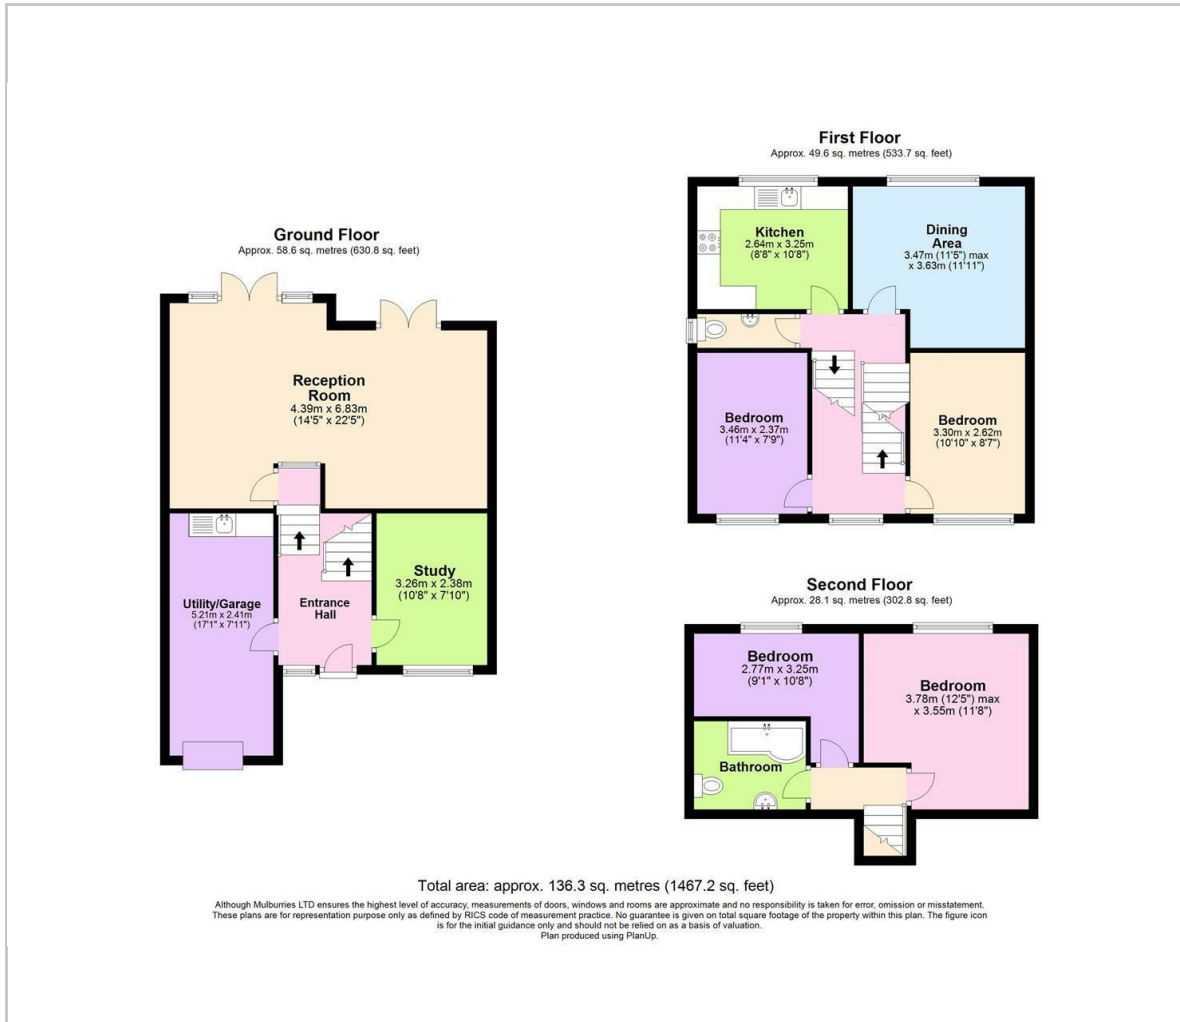 First Floor
Approx. 49.6 sq. metres (533.7 sq. feet)
Kitchen
2.64m x 3.25m
(8'8" x 10'8")
Dining
Area
3.47m (11'5") max
x 3.63m (11'11")
Bedroom
3.46m x 2.37m
(11'4" x 7'9")
Bedroom
3.30m x 2.62m
(10'10" x 8'7")
Ground Floor
Approx. 58.6 sq. metres (630.8 sq. feet)
Reception
Room
4.39m x 6.83m
(14'5" x 22'5")
Utility/Garage
5.21m x 2.41m
(17'1" x 7'11")
Entrance
Hall
Study
3.26m x 2.38m
(10'8" x 7'10")
Second Floor
Approx. 28.1 sq. metres (302.8 sq. feet)
Bedroom
2.77m x 3.25m
(9'1" x 10'8")
Bedroom
3.78m (12'5") max
x 3.55m (11'8")
Bathroom
Total area: approx. 136.3 sq. metres (1467.2 sq. feet)
Although Mulburries LTD ensures the highest level of accuracy, measurements of doors, windows and rooms are approximate and no responsibility is taken for error, omission or misstatement.
These plans are for representation purpose only as defined by RICS code of measurement practice. No guarantee is given on total square footage of the property within this plan. The figure icon
is for the initial guidance only and should not be relied on as a basis of valuation.
Plan produced using PlanUp.